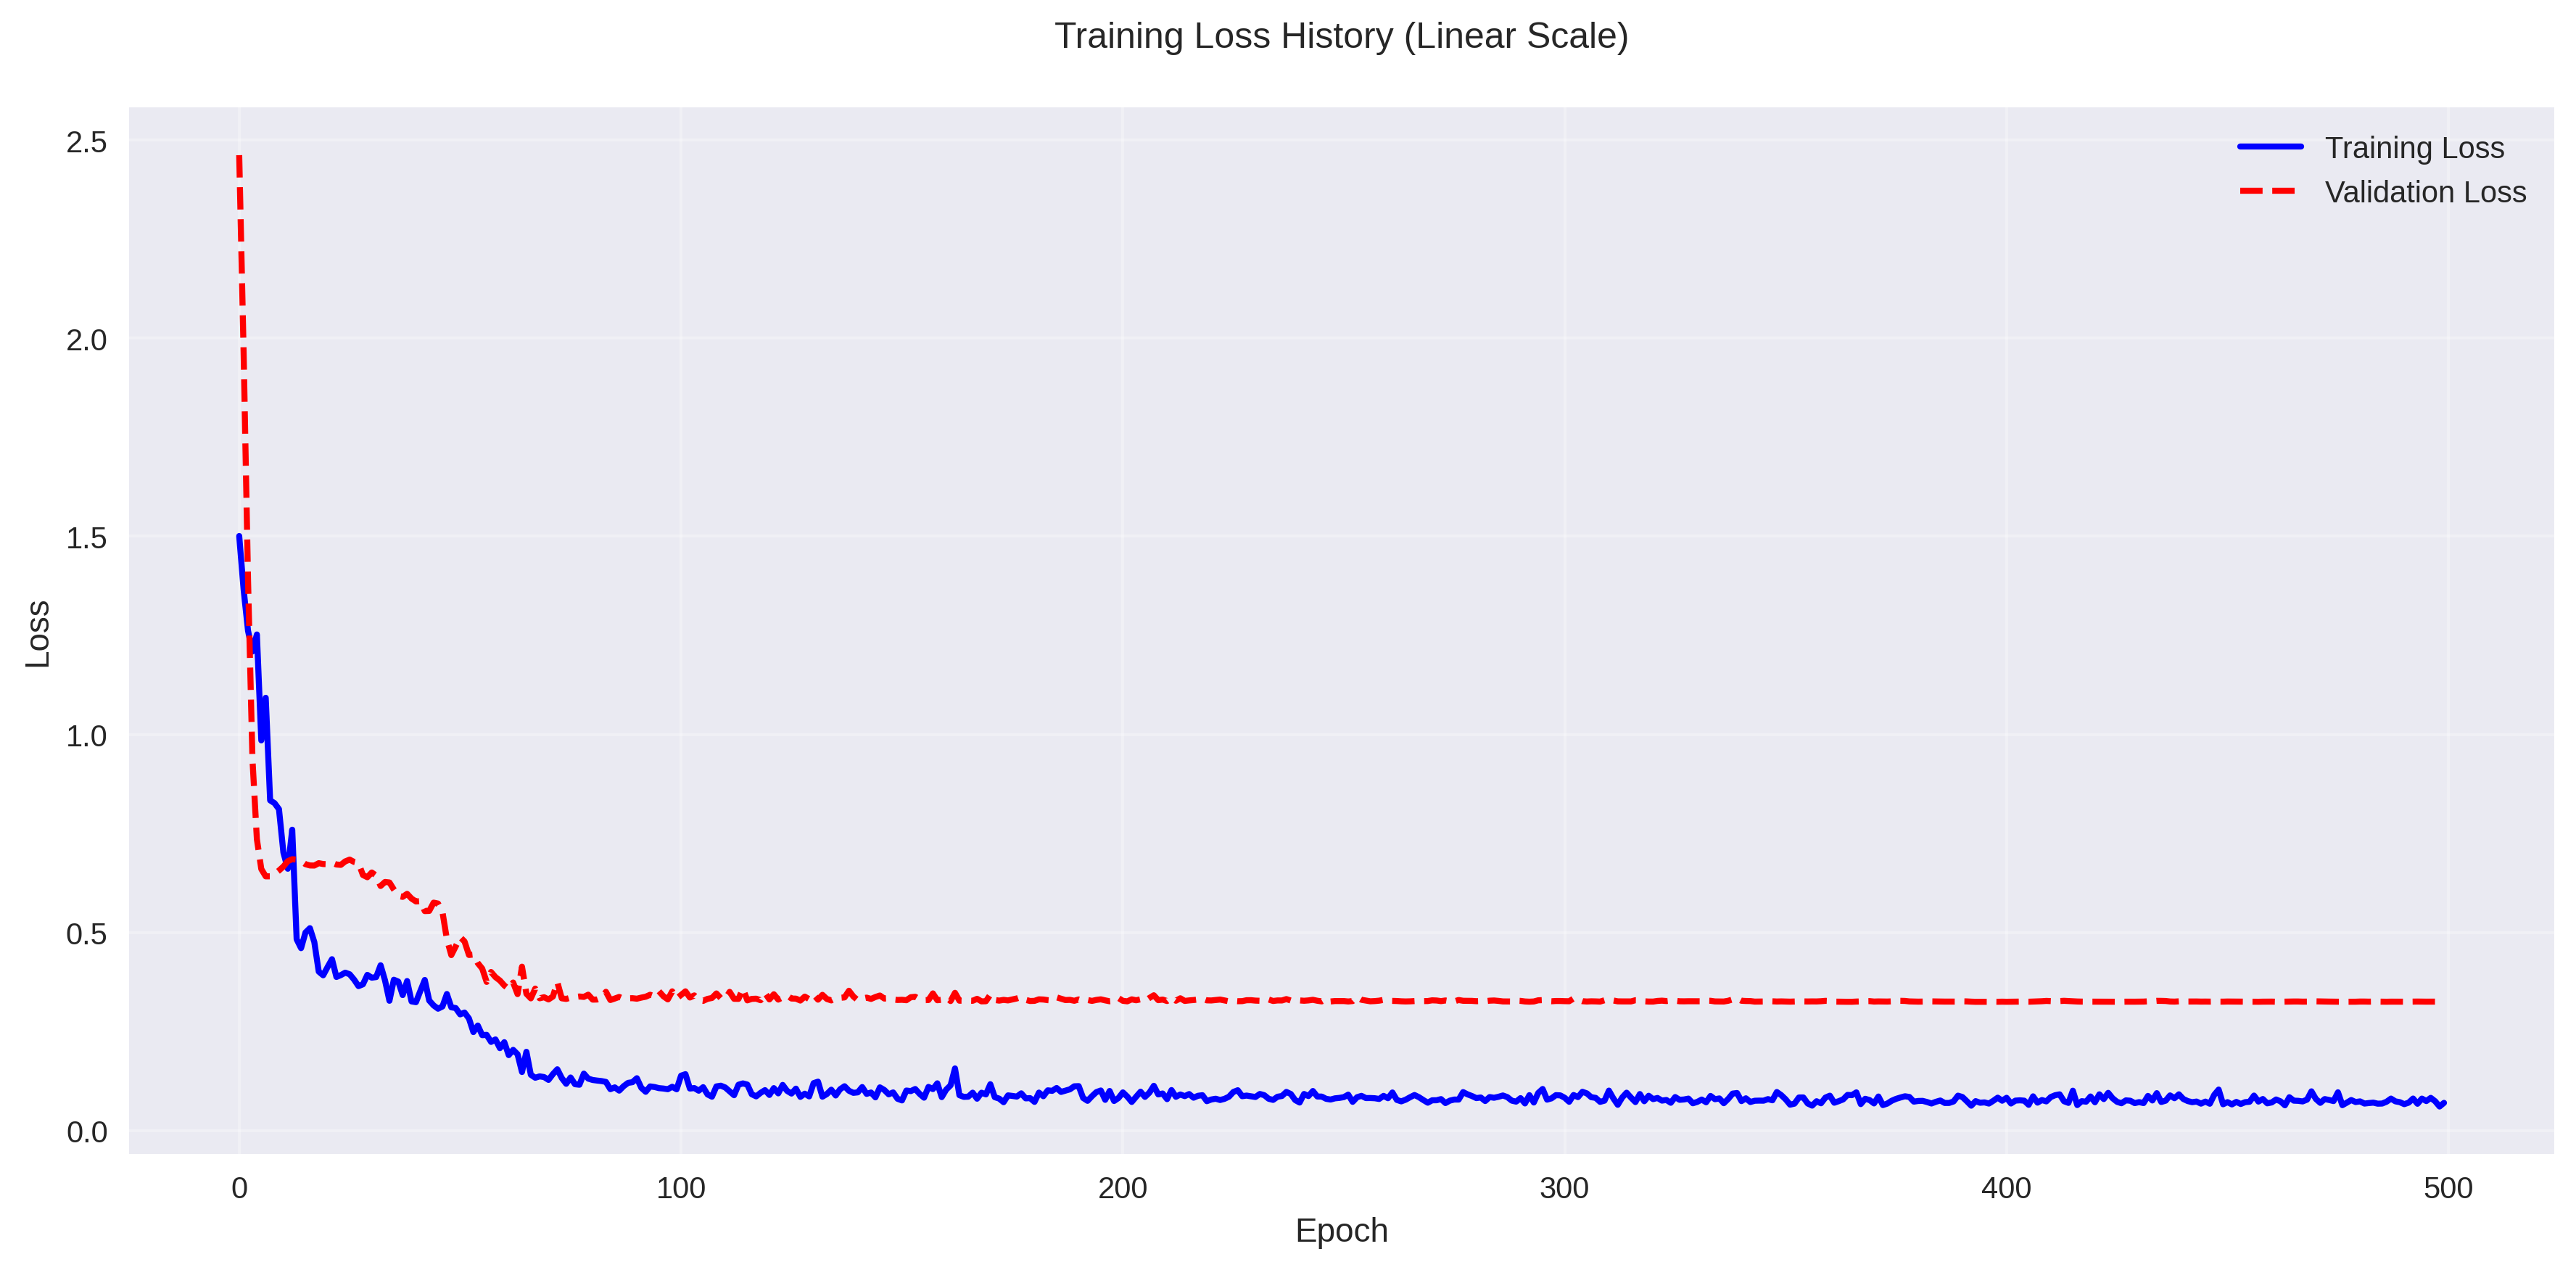 Training Loss History (Linear Scale)
2.5
2.0
1.5
1.0
0.5
0.0
Loss
Training Loss
Validation Loss
0 100 200 300 400 500
Epoch